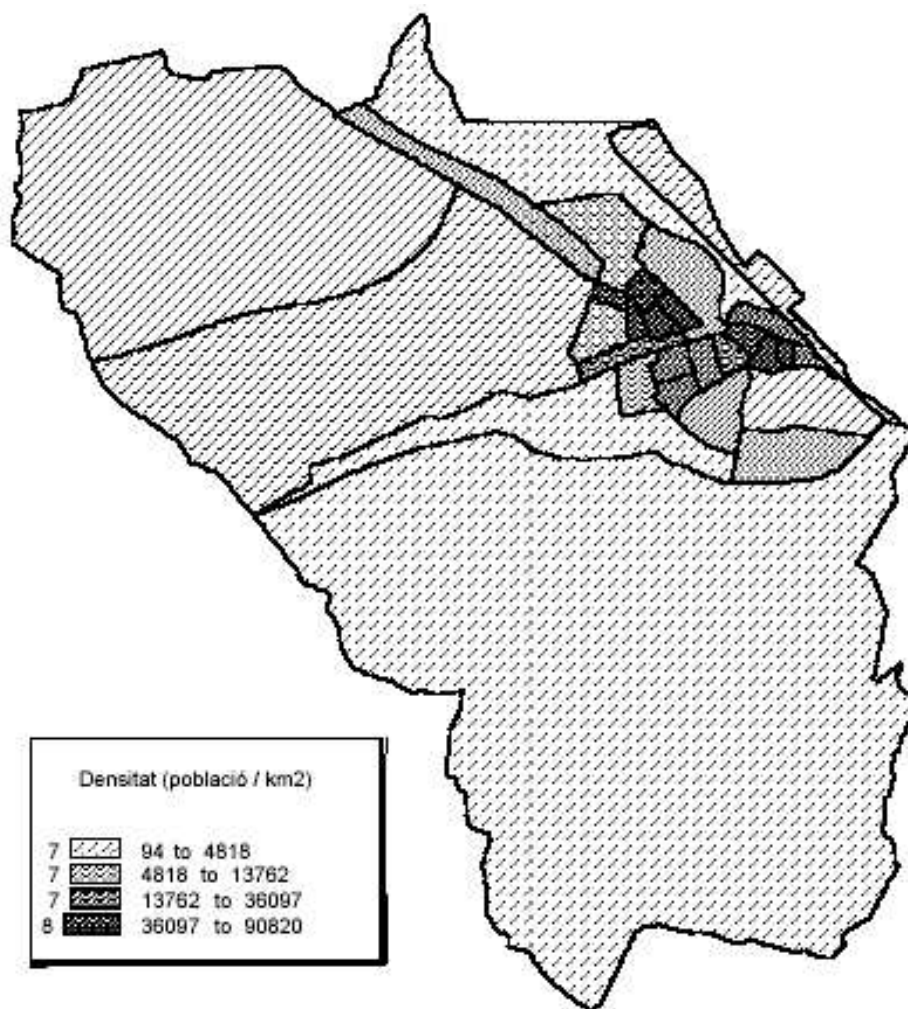 Densitat (població / km2)
7 94 to 4818
7 4818 to 13762
7 13762 to 36097
8 36097 to 90820